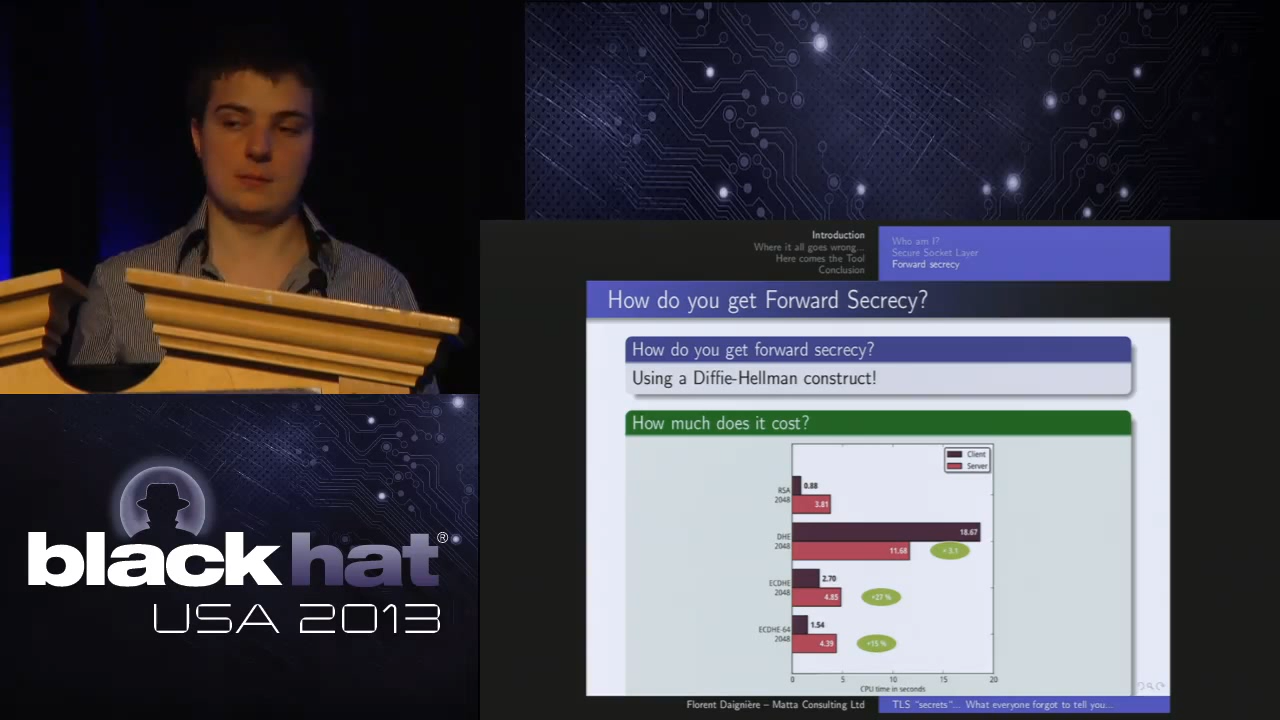 Introduction
Where it all goes wrong...
Here comes the Tool
Conclusion
Who am I?
Secure Socket Layer
Forward secrecy
How do you get Forward Secrecy?
How do you get forward secrecy?
Using a Diffie-Hellman construct!
How much does it cost?
Client
Server
RSA
2048
0.88
3.81
DHE
2048
18.67
11.68
× 3.1
ECDHE
2048
2.70
4.85
+27 %
ECDHE-64
2048
1.54
4.39
+15 %
0 5 10 15 20
CPU time in seconds
Florent Daignière – Matta Consulting Ltd
TLS "secrets"... What everyone forgot to tell you...
blackhat®
USA 2013